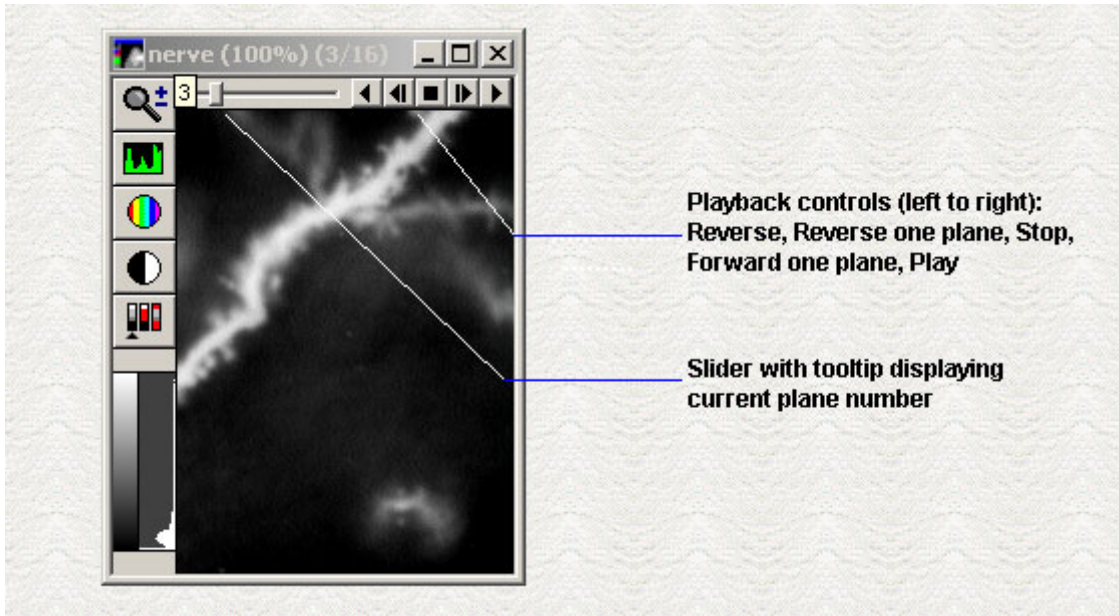 nerve (100%) (3/16)
3
Playback controls (left to right):
Reverse, Reverse one plane, Stop,
Forward one plane, Play
Slider with tooltip displaying
current plane number